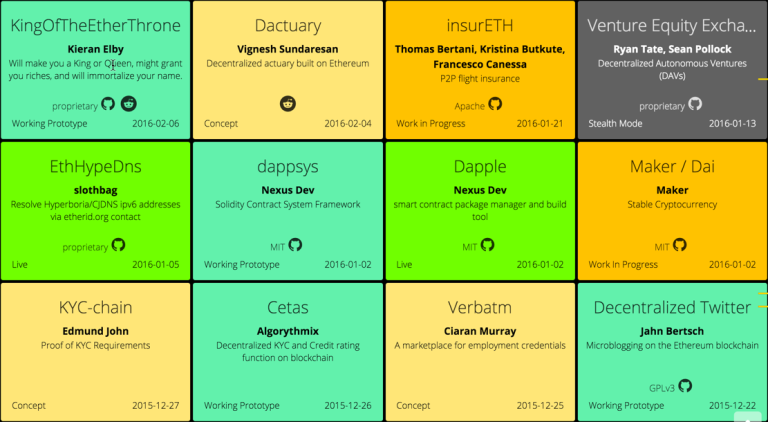 KingOfTheEtherThrone
Kieran Elby
Will make you a King or Queen, might grant
you riches, and will immortalize your name.
proprietary
Working Prototype 2016-02-06
Dactuary
Vignesh Sundaresan
Decentralized actuary built on Ethereum
Concept 2016-02-04
insurETH
Thomas Bertani, Kristina Butkute,
Francesco Canessa
P2P flight insurance
Apache
Work in Progress 2016-01-21
Venture Equity Excha...
Ryan Tate, Sean Pollock
Decentralized Autonomous Ventures
(DAVs)
proprietary
Stealth Mode 2016-01-13
EthHypeDns
slothbag
Resolve Hyperboria/CJDNS ipv6 addresses
via etherid.org contact
proprietary
Live 2016-01-05
dappsys
Nexus Dev
Solidity Contract System Framework
MIT
Working Prototype 2016-01-02
Dapple
Nexus Dev
smart contract package manager and build
tool
MIT
Live 2016-01-02
Maker / Dai
Maker
Stable Cryptocurrency
MIT
Work In Progress 2016-01-02
KYC-chain
Edmund John
Proof of KYC Requirements
Concept 2015-12-27
Cetas
Algorythmix
Decentralized KYC and Credit rating
function on blockchain
Working Prototype 2015-12-26
Verbatm
Ciaran Murray
A marketplace for employment credentials
Concept 2015-12-25
Decentralized Twitter
Jahn Bertsch
Microblogging on the Ethereum blockchain
GPLv3
Working Prototype 2015-12-22